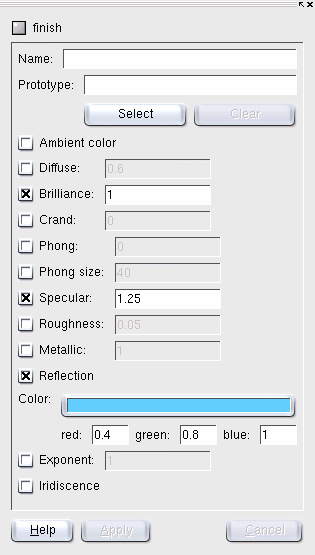 finish
Name:
Prototype:
Select Clear
Ambient color
Diffuse: 0.6
Brilliance: 1
Crand: 0
Phong: 0
Phong size: 40
Specular: 1.25
Roughness: 0.05
Metallic: 1
Reflection
Color:
red: 0.4 green: 0.8 blue: 1
Exponent: 1
Iridiscence
Help Apply Cancel